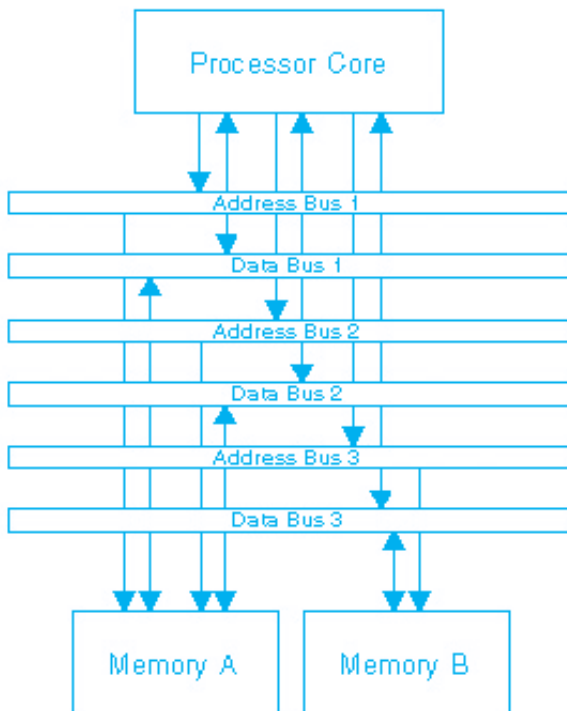 Processor Core
Address Bus 1
Data Bus 1
Address Bus 2
Data Bus 2
Address Bus 3
Data Bus 3
Memory A
Memory B